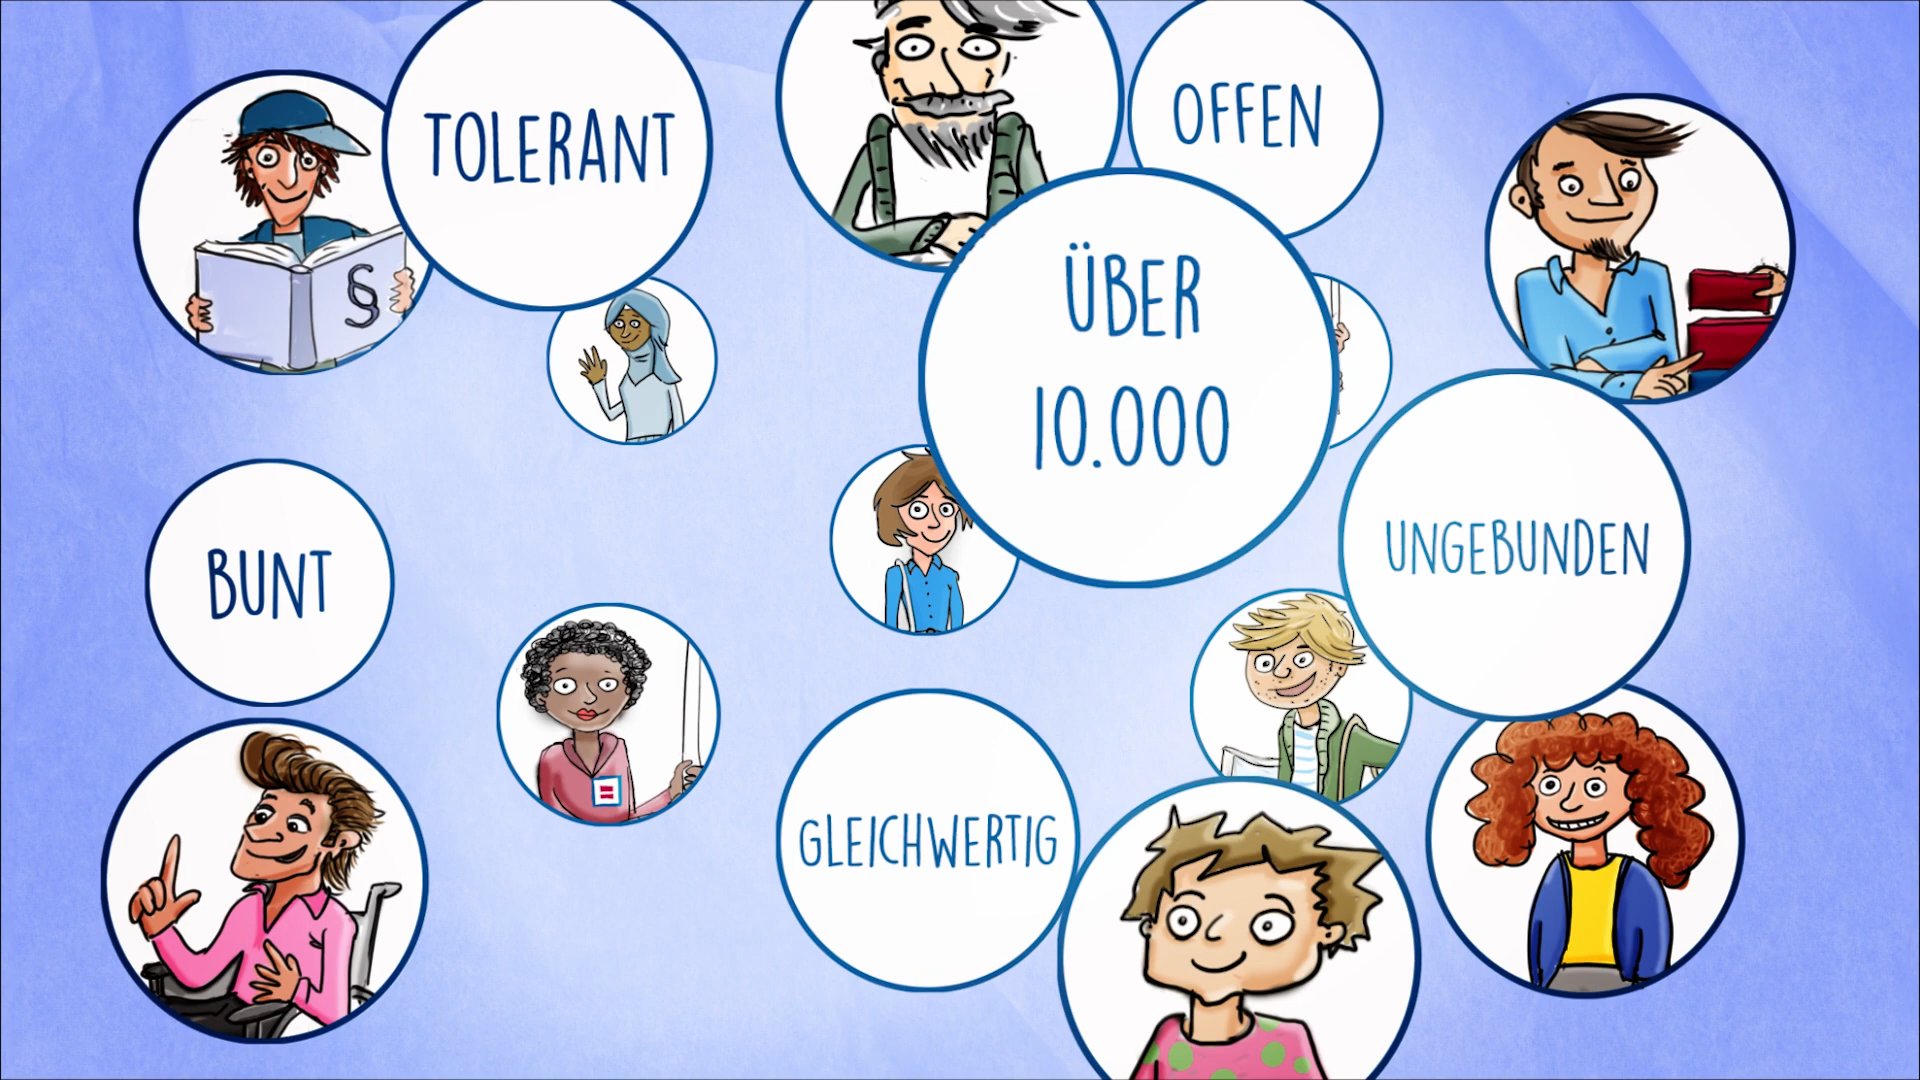 TOLERANT
OFFEN
§
ÜBER
10.000
BUNT
UNGEBUNDEN
GLEICHWERTIG